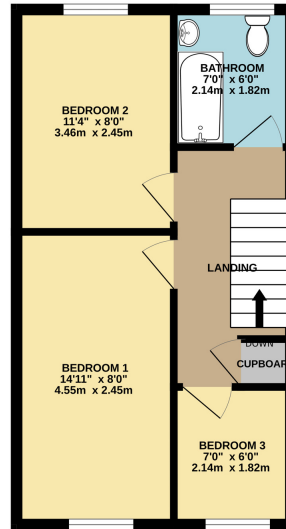 BATHROOM
7'0" x 6'0"
2.14m x 1.82m
BEDROOM 2
11'4" x 8'0"
3.46m x 2.45m
LANDING
DOWN
CUPBOAR
BEDROOM 1
14'11" x 8'0"
4.55m x 2.45m
BEDROOM 3
7'0" x 6'0"
2.14m x 1.82m